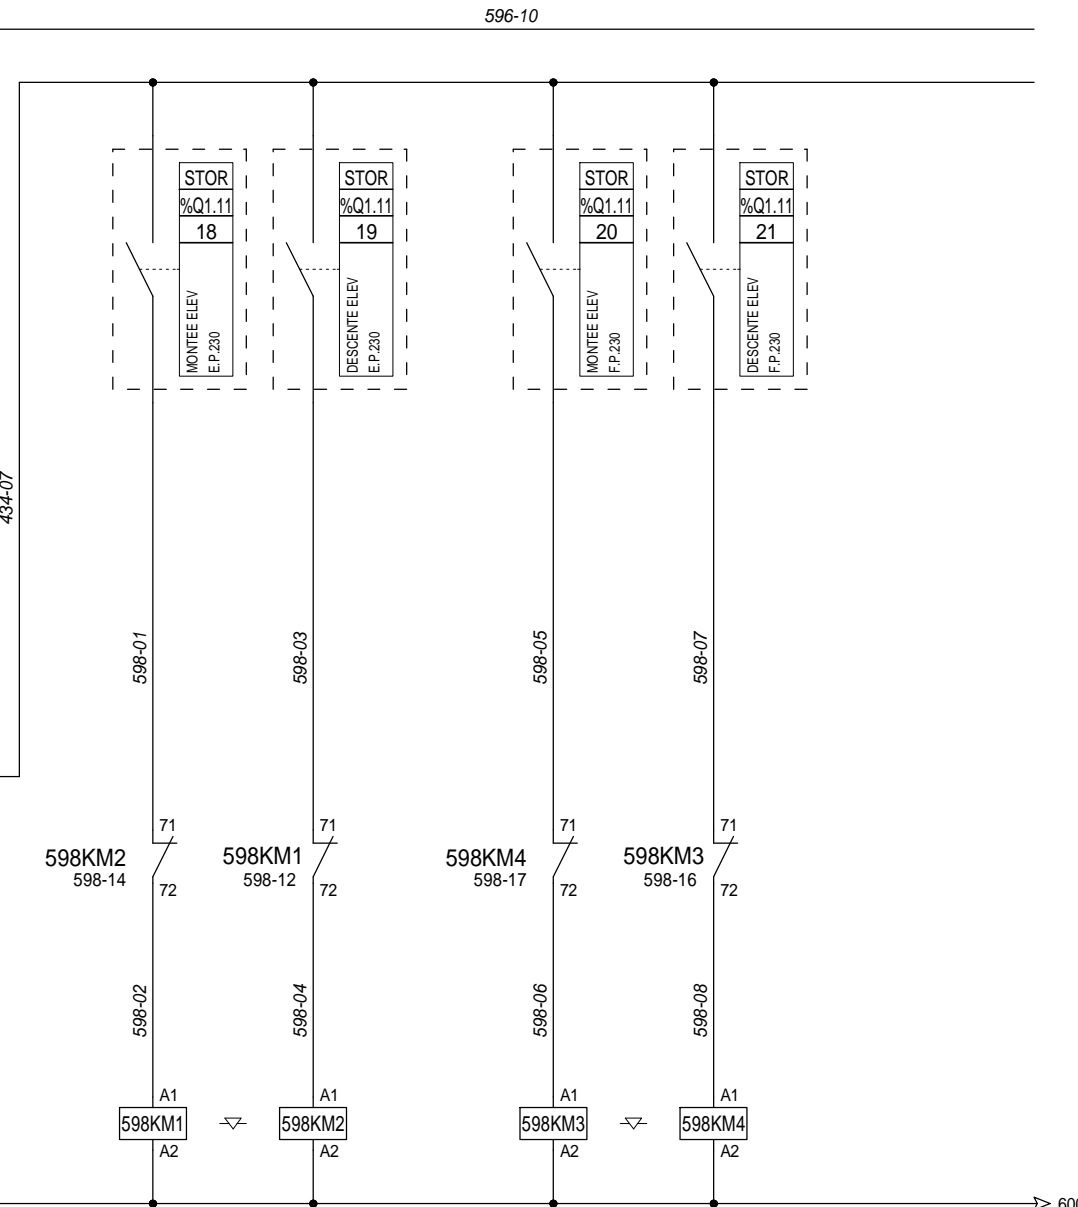 596-10
STOR
%Q1.11
18
MONTEE ELEV
E.P.230
STOR
%Q1.11
19
DESCENTE ELEV
E.P.230
STOR
%Q1.11
20
MONTEE ELEV
F.P.230
STOR
%Q1.11
21
DESCENTE ELEV
F.P.230
434-07
598-01
598-03
598-05
598-07
71
598KM2
598-14
72
71
598KM1
598-12
72
71
598KM4
598-17
72
71
598KM3
598-16
72
598-02
598-04
598-06
598-08
A1
598KM1
A2
A1
598KM2
A2
A1
598KM3
A2
A1
598KM4
A2